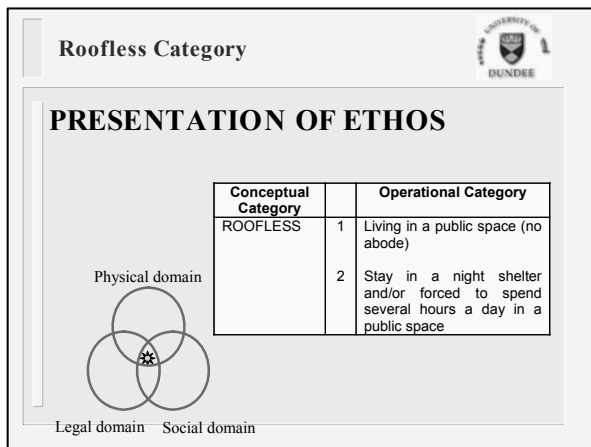 Roofless Category
UNIVERSITY OF
DUNDEE
PRESENTATION OF ETHOS
Conceptual Category
Operational Category
ROOFLESS
1
Living in a public space (no
abode)
2
Stay in a night shelter
and/or forced to spend
several hours a day in a
public space
Physical domain
Legal domain
Social domain